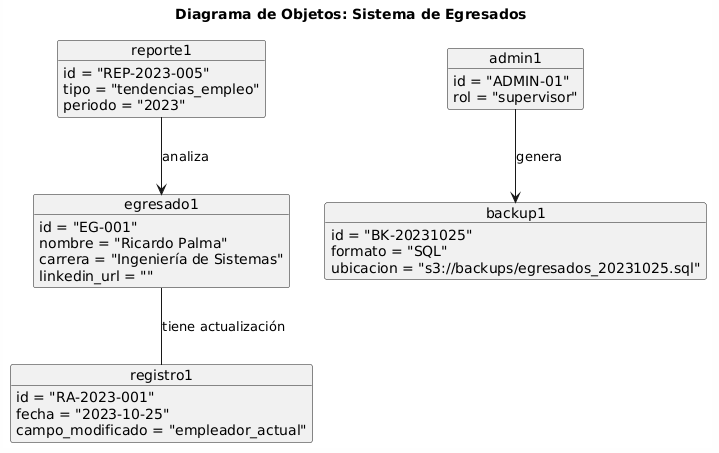 Diagrama de Objetos: Sistema de Egresados
reporte1
id = "REP-2023-005"
tipo = "tendencias_empleo"
periodo = "2023"
admin1
id = "ADMIN-01"
rol = "supervisor"
analiza
genera
egresado1
id = "EG-001"
nombre = "Ricardo Palma"
carrera = "Ingeniería de Sistemas"
linkedin_url = ""
backup1
id = "BK-20231025"
formato = "SQL"
ubicacion = "s3://backups/egresados_20231025.sql"
tiene actualización
registro1
id = "RA-2023-001"
fecha = "2023-10-25"
campo_modificado = "empleador_actual"